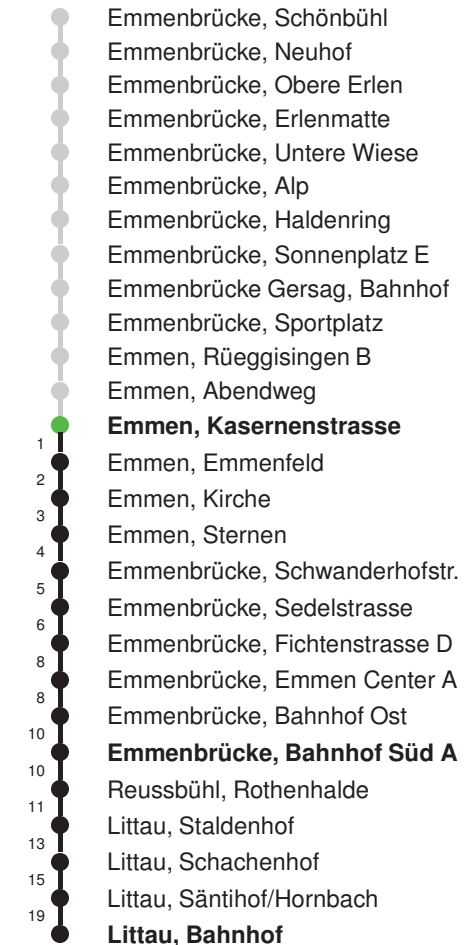 Emmenbrücke, Schönbühl
Emmenbrücke, Neuhof
Emmenbrücke, Obere Erlen
Emmenbrücke, Erlenmatte
Emmenbrücke, Untere Wiese
Emmenbrücke, Alp
Emmenbrücke, Haldenring
Emmenbrücke, Sonnenplatz E
Emmenbrücke Gersag, Bahnhof
Emmenbrücke, Sportplatz
Emmen, Rüeggisingen B
Emmen, Abendweg
Emmen, Kasernenstrasse
1
Emmen, Emmenfeld
2
Emmen, Kirche
3
Emmen, Sternen
4
Emmenbrücke, Schwanderhofstr.
5
Emmenbrücke, Sedelstrasse
6
Emmenbrücke, Fichtenstrasse D
8
Emmenbrücke, Emmen Center A
8
Emmenbrücke, Bahnhof Ost
10
Emmenbrücke, Bahnhof Süd A
10
Reussbühl, Rothenhalde
11
Littau, Staldenhof
13
Littau, Schachenhof
15
Littau, Säntihof/Hornbach
19
Littau, Bahnhof